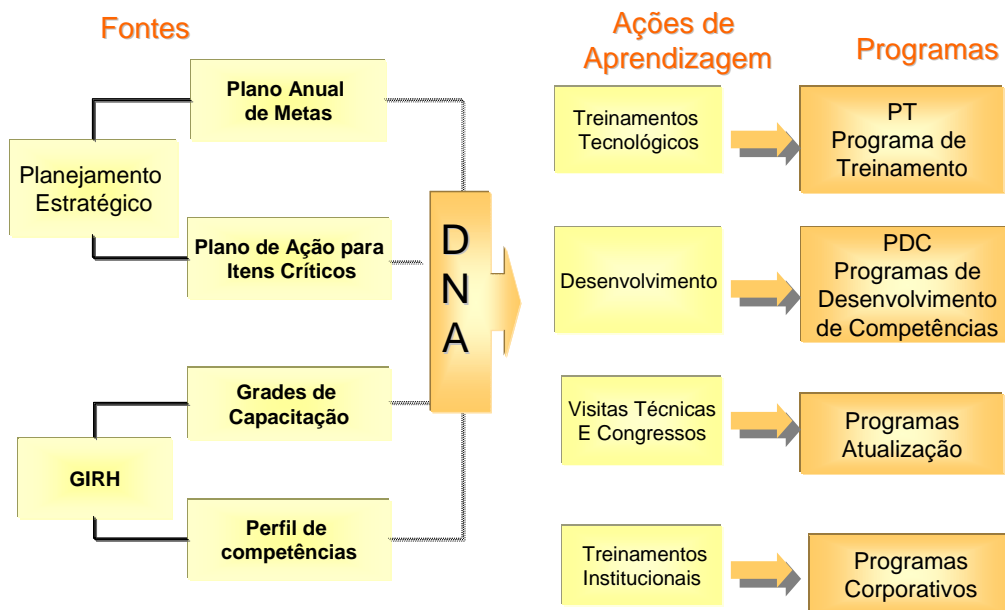 Fontes
Plano Anual
de Metas
Planejamento
Estratégico
Plano de Ação para
Itens Críticos
Grades de
Capacitação
GIRH
Perfil de
competências
D
N
A
Ações de
Aprendizagem
Treinamentos
Tecnológicos
Desenvolvimento
Visitas Técnicas
E Congressos
Treinamentos
Institucionais
Programas
PT
Programa de
Treinamento
PDC
Programas de
Desenvolvimento
de Competências
Programas
Atualização
Programas
Corporativos